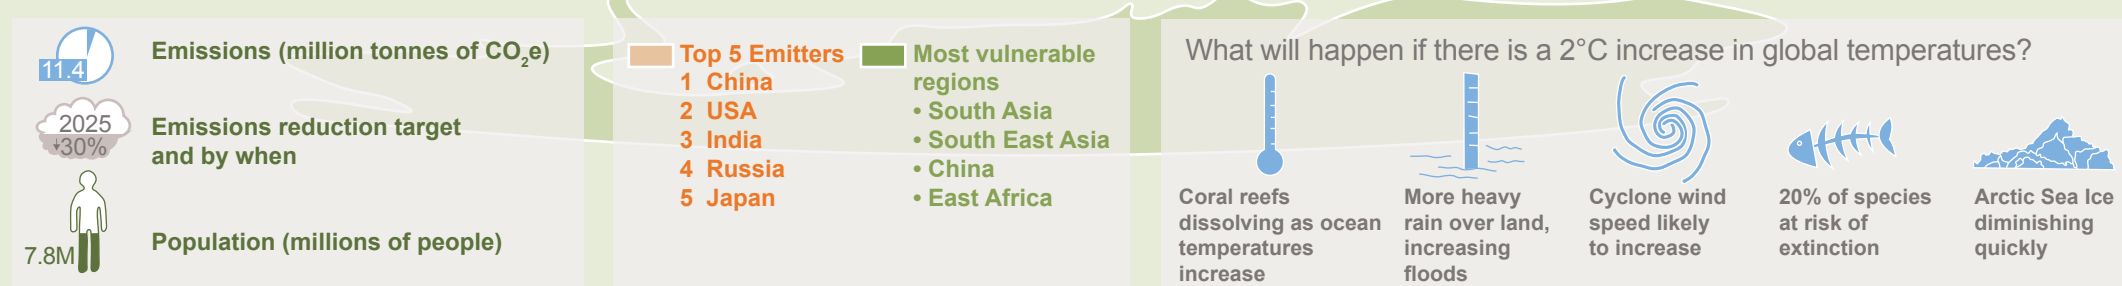 11.4
Emissions (million tonnes of CO₂e)
2025
30%
Emissions reduction target
and by when
7.8M
Population (millions of people)
Top 5 Emitters
1 China
2 USA
3 India
4 Russia
5 Japan
Most vulnerable
regions
• South Asia
• South East Asia
• China
• East Africa
What will happen if there is a 2°C increase in global temperatures?
Coral reefs
dissolving as ocean
temperatures
increase
More heavy
rain over land,
increasing
floods
Cyclone wind
speed likely
to increase
20% of species
at risk of
extinction
Arctic Sea Ice
diminishing
quickly